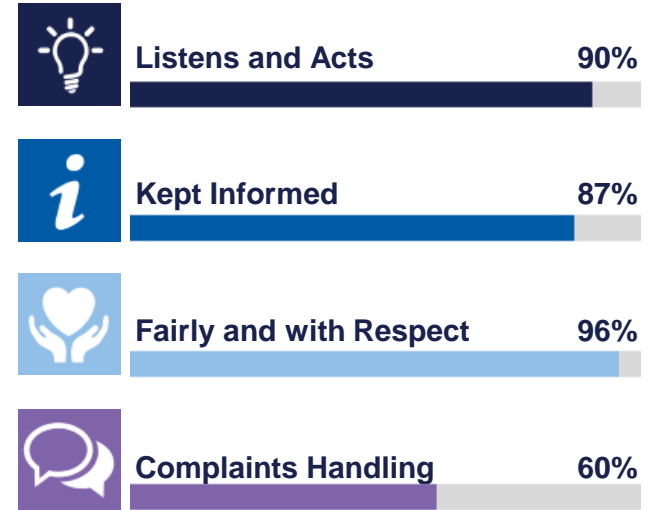 Listens and Acts 90%
Kept Informed 87%
Fairly and with Respect 96%
Complaints Handling 60%